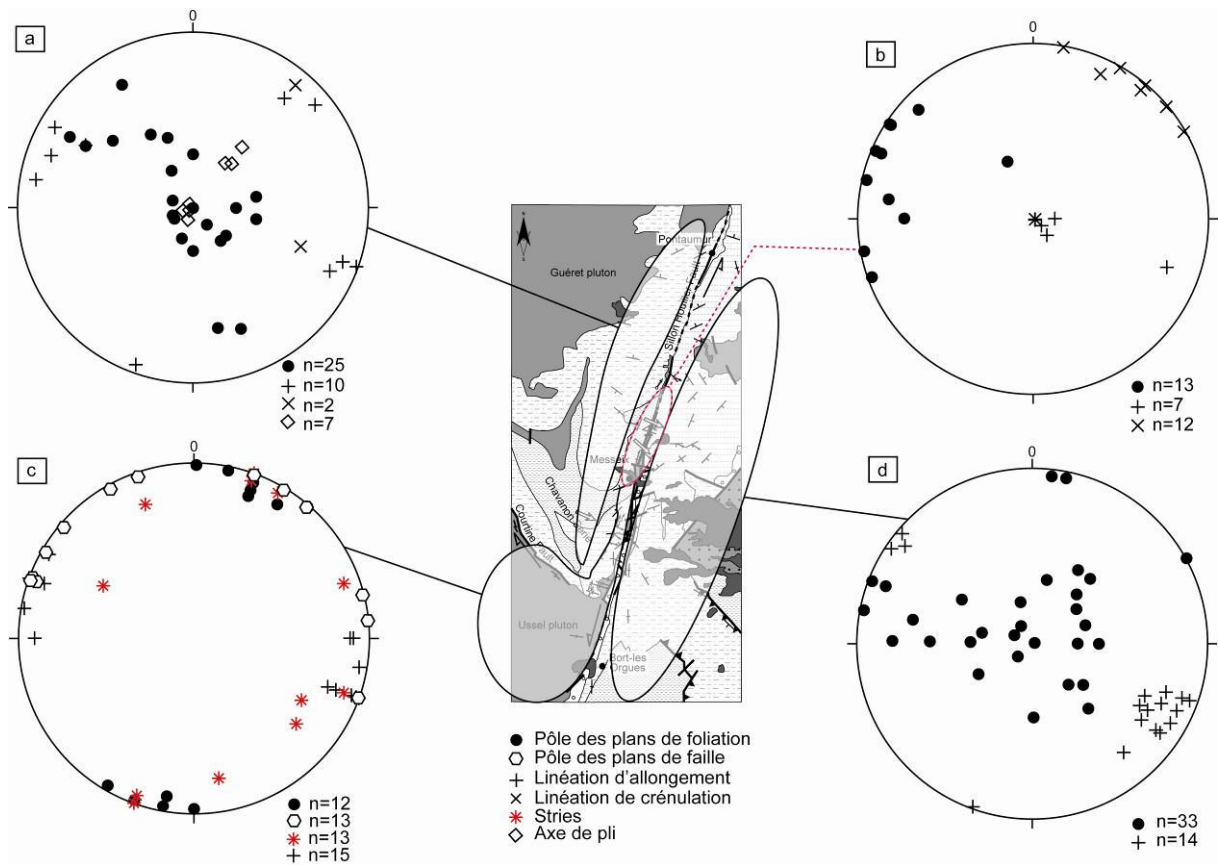 a
0
n=25
n=10
n=2
n=7
b
0
n=13
n=7
n=12
c
0
n=12
n=13
n=13
n=15
d
0
n=33
n=14
Pontaumur
Guéret pluton
Sillon Houiller Fault
Messeix
Chavanon
Courtine Fault
Ussel pluton
Bort-les
Orgues
Pôle des plans de foliation
Pôle des plans de faille
Linéation d'allongement
Linéation de crénulation
Stries
Axe de pli